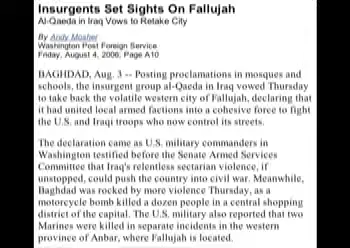 Insurgents Set Sights On Fallujah
Al-Qaeda in Iraq Vows to Retake City
By Andy Mosher
Washington Post Foreign Service
Friday, August 4, 2006; Page A10
BAGHDAD, Aug. 3 -- Posting proclamations in mosques and
schools, the insurgent group al-Qaeda in Iraq vowed Thursday
to take back the volatile western city of Fallujah, declaring that
it had united local armed factions into a cohesive force to fight
the U.S. and Iraqi troops who now control its streets.
The declaration came as U.S. military commanders in
Washington testified before the Senate Armed Services
Committee that Iraq's relentless sectarian violence, if
unstopped, could push the country into civil war. Meanwhile,
Baghdad was rocked by more violence Thursday, as a
motorcycle bomb killed a dozen people in a central shopping
district of the capital. The U.S. military also reported that two
Marines were killed in separate incidents in the western
province of Anbar, where Fallujah is located.